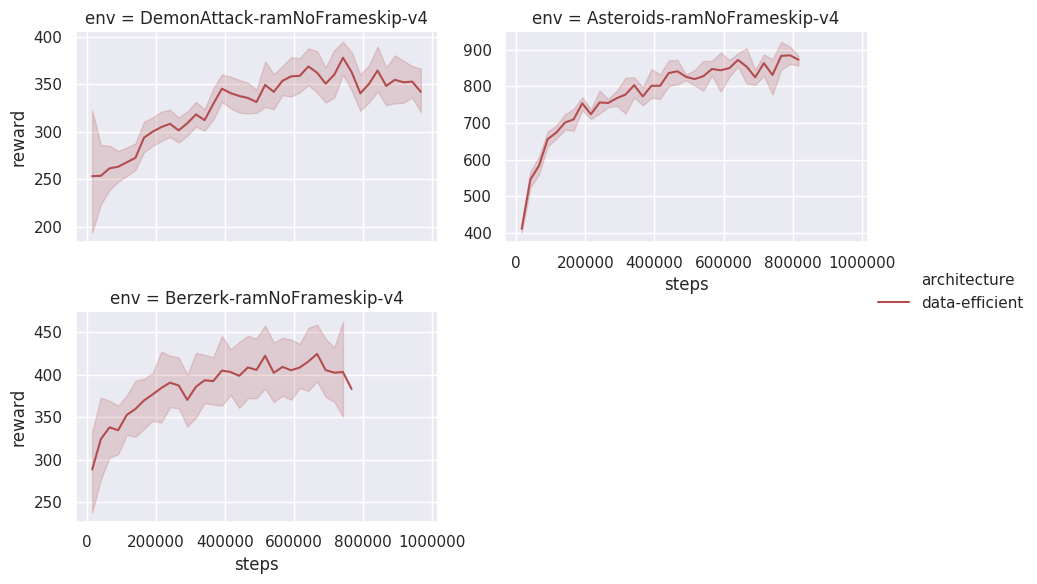 env = DemonAttack-ramNoFrameskip-v4
400
350
300
250
200
reward
env = Asteroids-ramNoFrameskip-v4
900
800
700
600
500
400
0 200000 400000 600000 800000 1000000
steps
architecture
data-efficient
env = Berzerk-ramNoFrameskip-v4
450
400
350
300
250
reward
0 200000 400000 600000 800000 1000000
steps